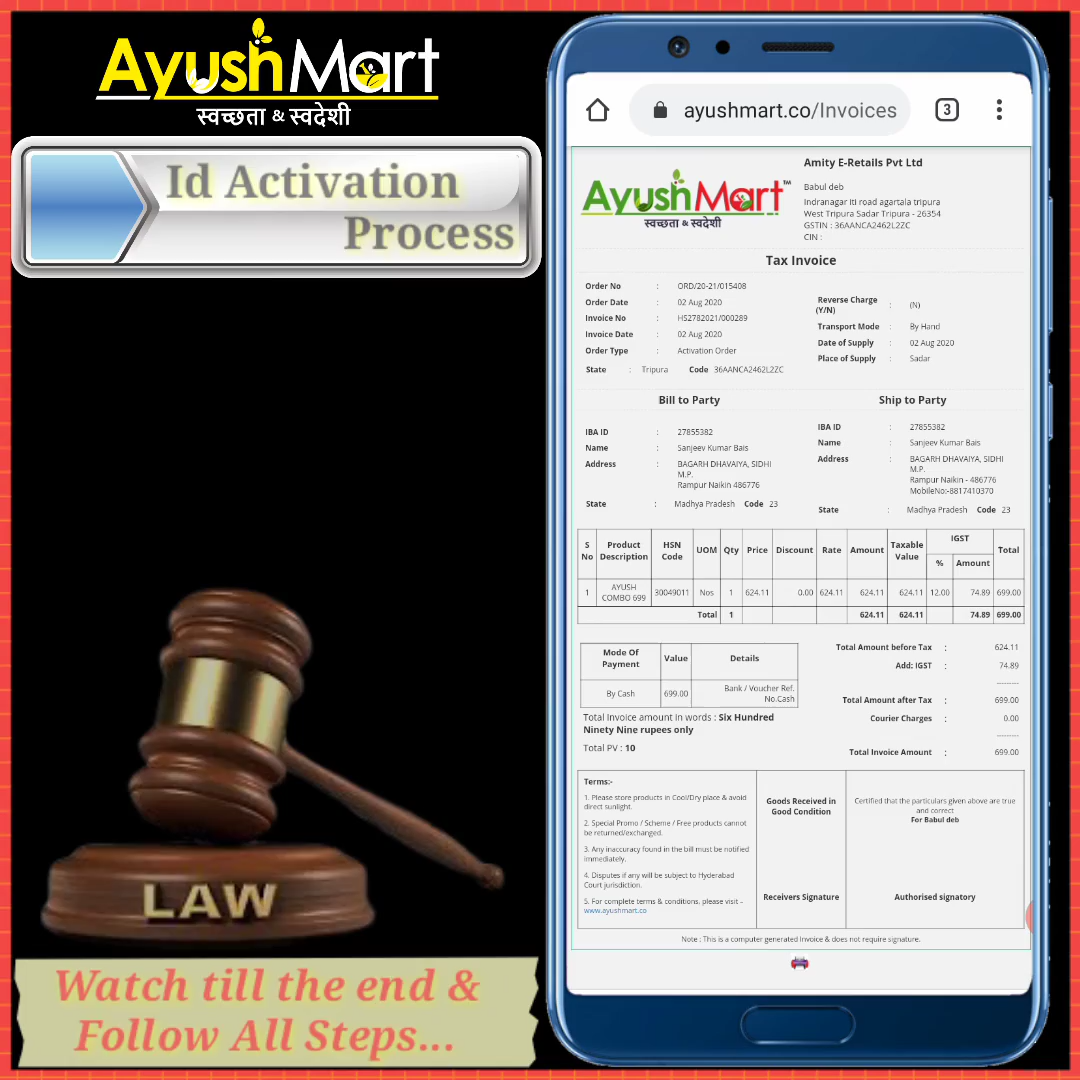 Ayush Mart
स्वच्छता & स्वदेशी
Id Activation
Process
LAW
Watch till the end &
Follow All Steps...
ayushmart.co/Invoices
3
AyushMart™
स्वच्छता & स्वदेशी
Amity E-Retails Pvt Ltd
Babul deb
Indranagar Iti road agartala tripura
West Tripura Sadar Tripura - 26354
GSTIN : 36AANCA2462L2ZC
CIN :
Tax Invoice
Order No : ORD/20-21/015408
Order Date : 02 Aug 2020
Invoice No : HS2782021/000289
Invoice Date : 02 Aug 2020
Order Type : Activation Order
State : Tripura Code 36AANCA2462L2ZC
Reverse Charge
(Y/N) : (N)
Transport Mode : By Hand
Date of Supply : 02 Aug 2020
Place of Supply : Sadar
Bill to Party
IBA ID : 27855382
Name : Sanjeev Kumar Bais
Address : BAGARH DHAVAIYA, SIDHI
M.P.
Rampur Naikin 486776
State : Madhya Pradesh Code 23
Ship to Party
IBA ID : 27855382
Name : Sanjeev Kumar Bais
Address : BAGARH DHAVAIYA, SIDHI
M.P.
Rampur Naikin - 486776
MobileNo:-8817410370
State : Madhya Pradesh Code 23
S No Product Description HSN Code UOM Qty Price Discount Rate Amount Taxable Value IGST Total
% Amount
1 AYUSH COMBO 699 30049011 Nos 1 624.11 0.00 624.11 624.11 624.11 12.00 74.89 699.00
Total 1 624.11 624.11 74.89 699.00
Mode Of Payment Value Details
By Cash 699.00 Bank / Voucher Ref. No.Cash
Total Invoice amount In words : Six Hundred
Ninety Nine rupees only
Total PV : 10
Total Amount before Tax : 624.11
Add: IGST : 74.89
---------
Total Amount after Tax : 699.00
Courier Charges : 0.00
---------
Total Invoice Amount : 699.00
Terms:-
1. Please store products in Cool/Dry place & avoid
direct sunlight.
2. Special Promo / Scheme / Free products cannot
be returned/exchanged.
3. Any inaccuracy found in the bill must be notified
immediately.
4. Disputes if any will be subject to Hyderabad
Court jurisdiction.
5. For complete terms & conditions, please visit –
www.ayushmart.co
Goods Received in
Good Condition
Receivers Signature
Certified that the particulars given above are true
and correct
For Babul deb
Authorised signatory
Note : This is a computer generated Invoice & does not require signature.